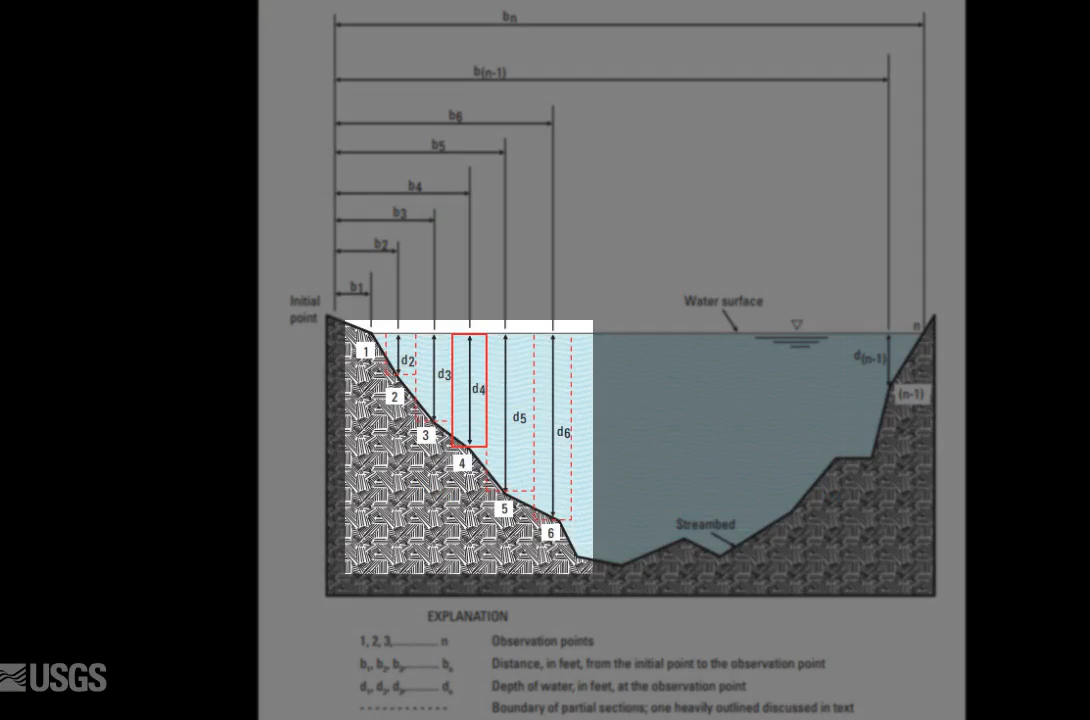 bn
b(n-1)
b6
b5
b4
b3
b2
b1
Initial
point
Water surface
n
1
d2
d3
d4
d(n-1)
2
d5
(n-1)
3
d6
4
5
6
Streambed
EXPLANATION
1, 2, 3,............ n Observation points
b1, b2, b3,............ bn Distance, in feet, from the initial point to the observation point
d1, d2, d3,............ dn Depth of water, in feet, at the observation point
Boundary of partial sections; one heavily outlined discussed in text
USGS